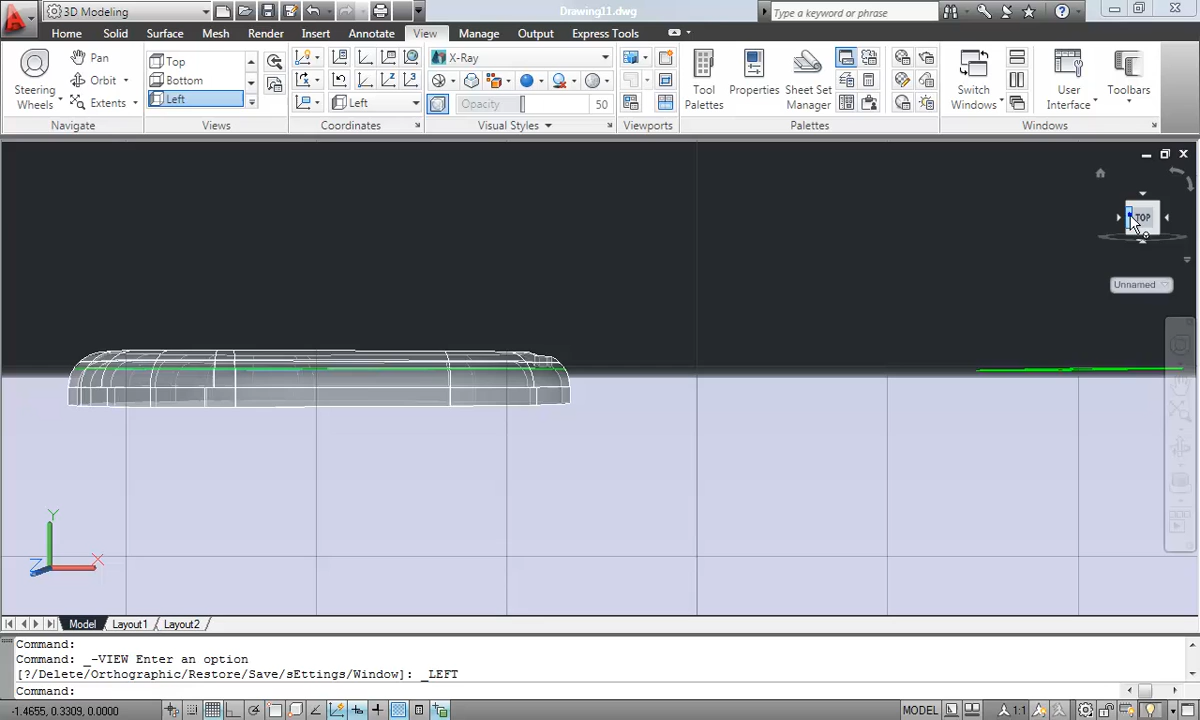 3D Modeling
Drawing11.dwg
Type a keyword or phrase
Home Solid Surface Mesh Render Insert Annotate View Manage Output Express Tools
Steering Wheels
Pan
Orbit
Extents
Navigate
Top
Bottom
Left
Views
Left
Coordinates
X-Ray
Opacity 50
Visual Styles
Viewports
Tool Palettes
Properties
Sheet Set Manager
Palettes
Switch Windows
User Interface
Toolbars
Windows
TOP
Unnamed
Y
Z
X
Model Layout1 Layout2
Command:
Command: _-VIEW Enter an option
[?/Delete/Orthographic/Restore/Save/sEttings/Window]: _LEFT
Command:
-1.4655, 0.3309, 0.0000
MODEL
1:1